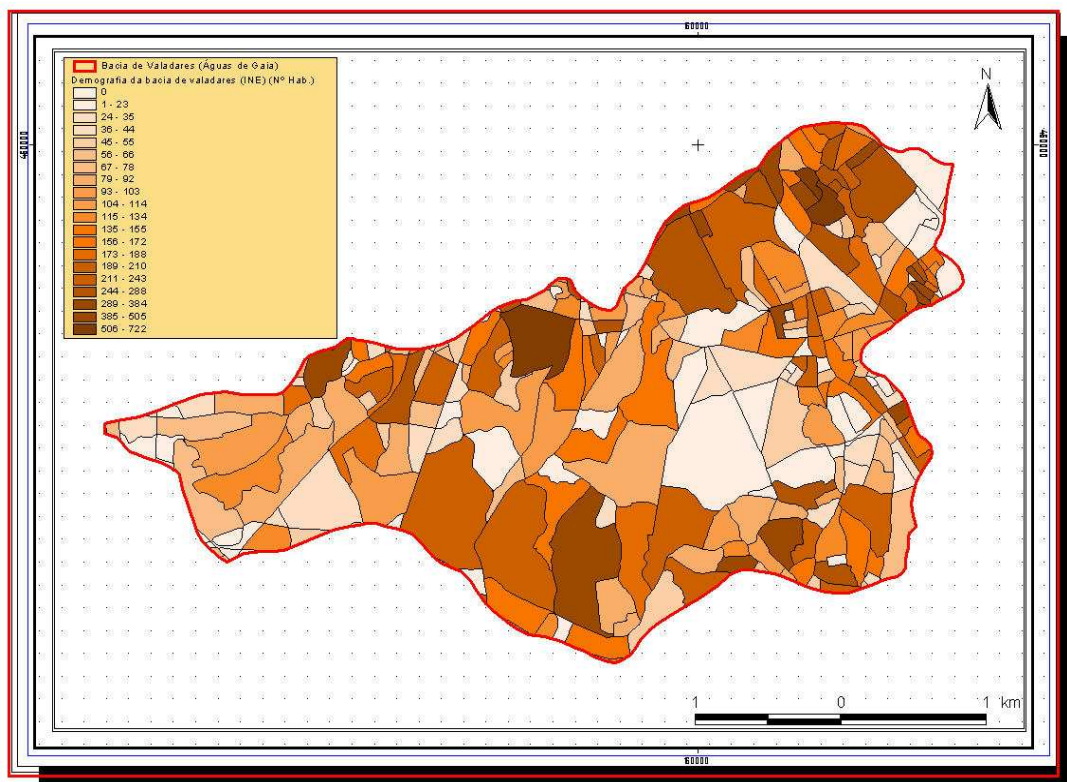 160000
Bacia de Valadares (Águas de Gaia)
Demografia da bacia de valadares (INE) (Nº Hab.)
0
1 - 23
24 - 35
36 - 44
45 - 55
56 - 66
67 - 78
79 - 92
93 - 103
104 - 114
115 - 134
135 - 155
156 - 172
173 - 188
189 - 210
211 - 243
244 - 288
289 - 384
385 - 505
506 - 722
N
1 0 1 km
160000